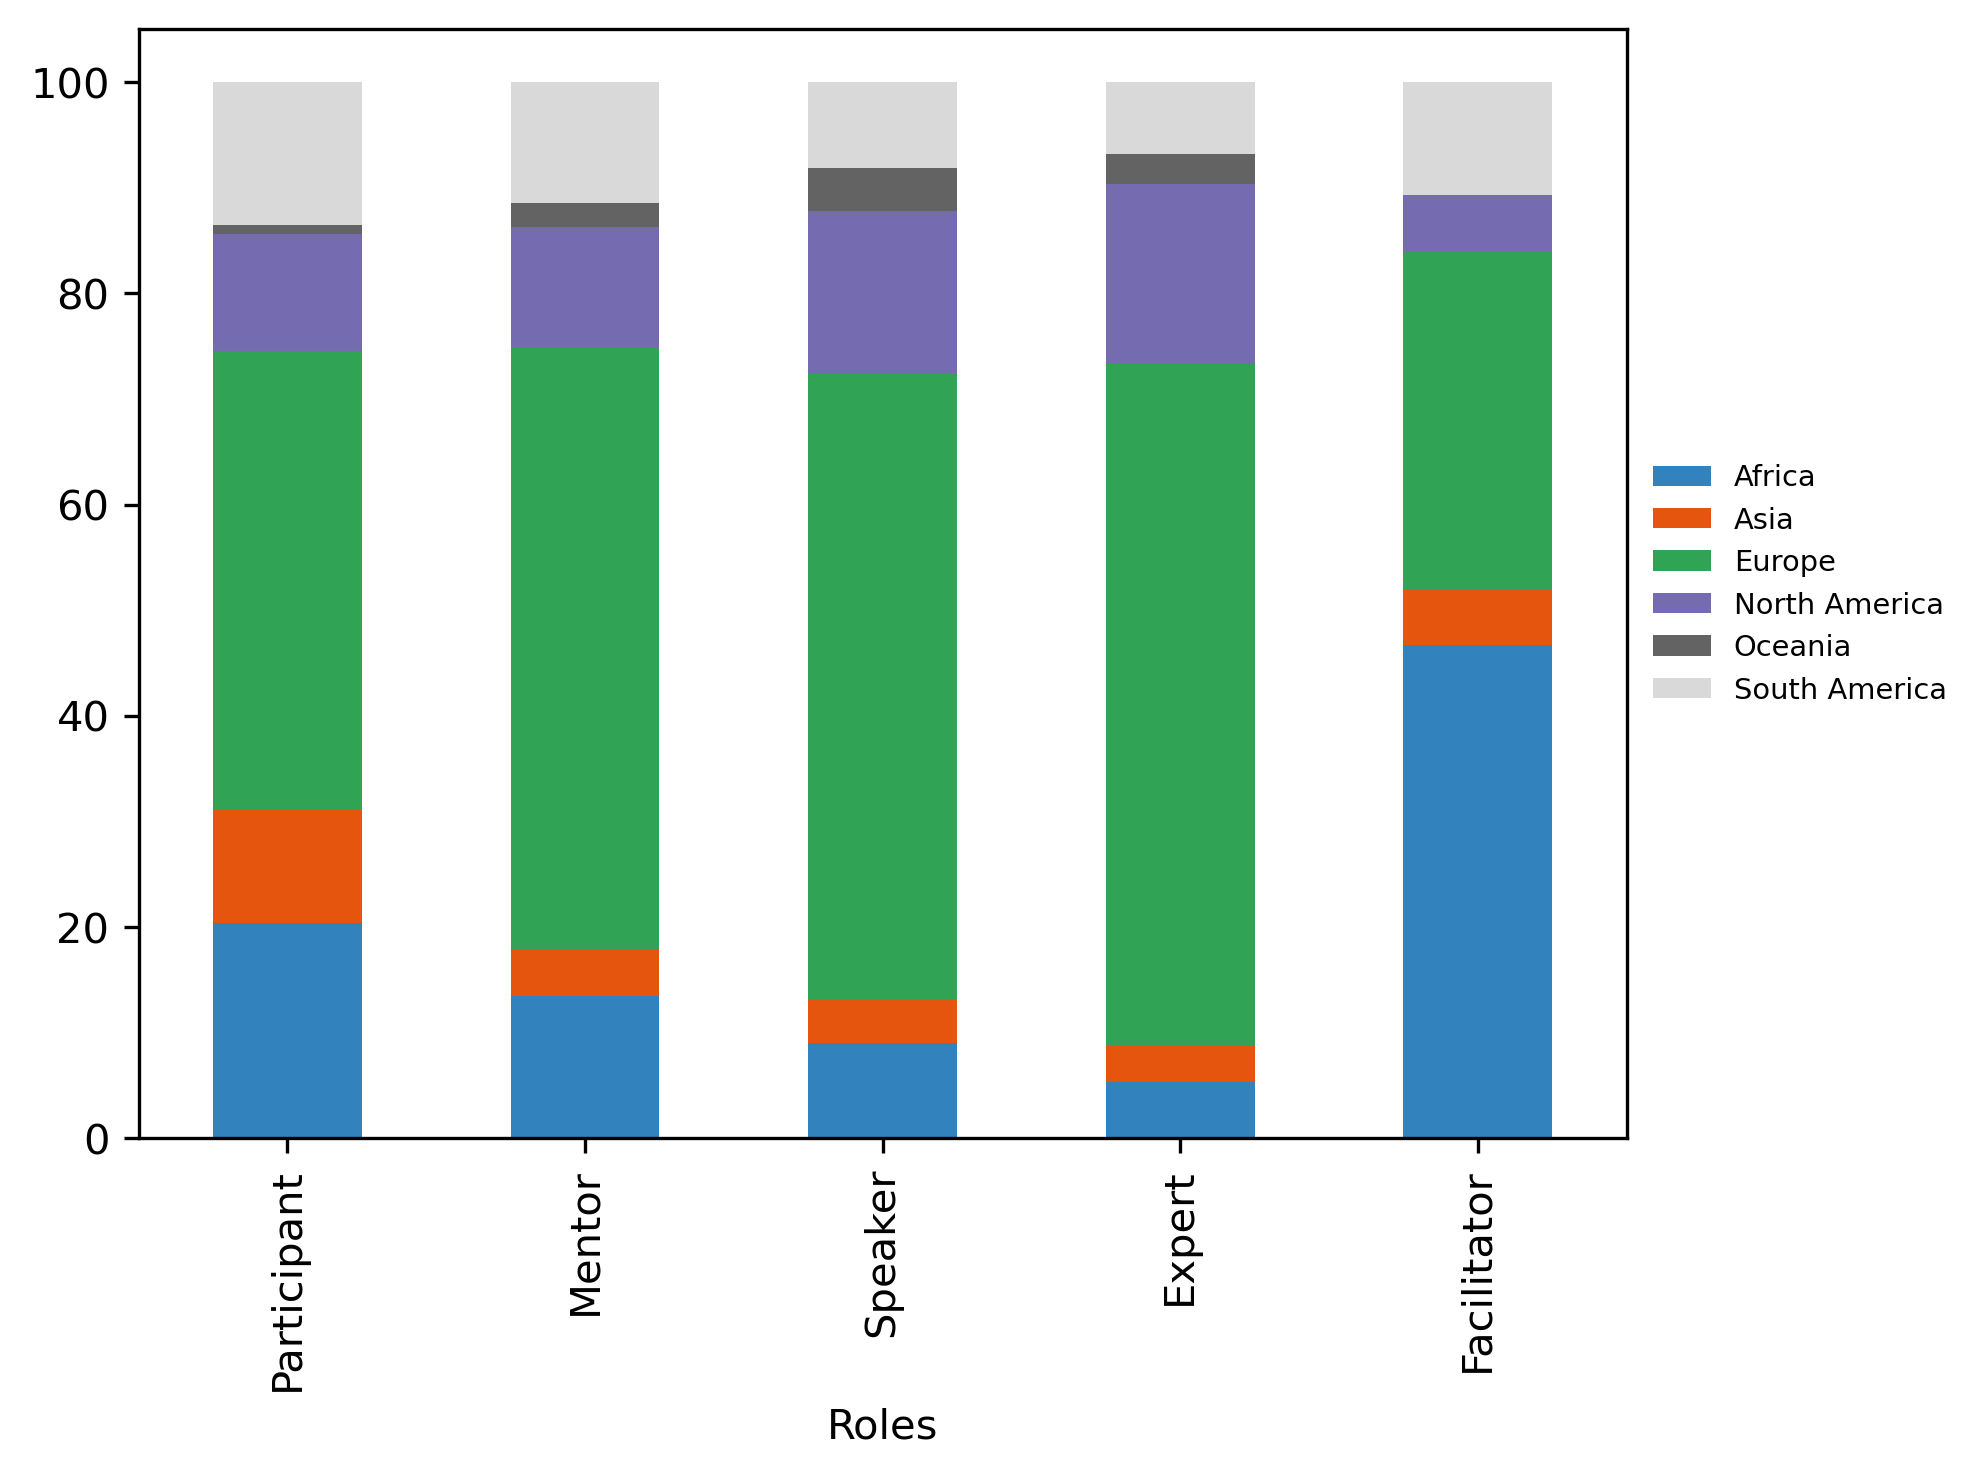 100
80
60
40
20
0
Participant
Mentor
Speaker
Expert
Facilitator
Roles
Africa
Asia
Europe
North America
Oceania
South America